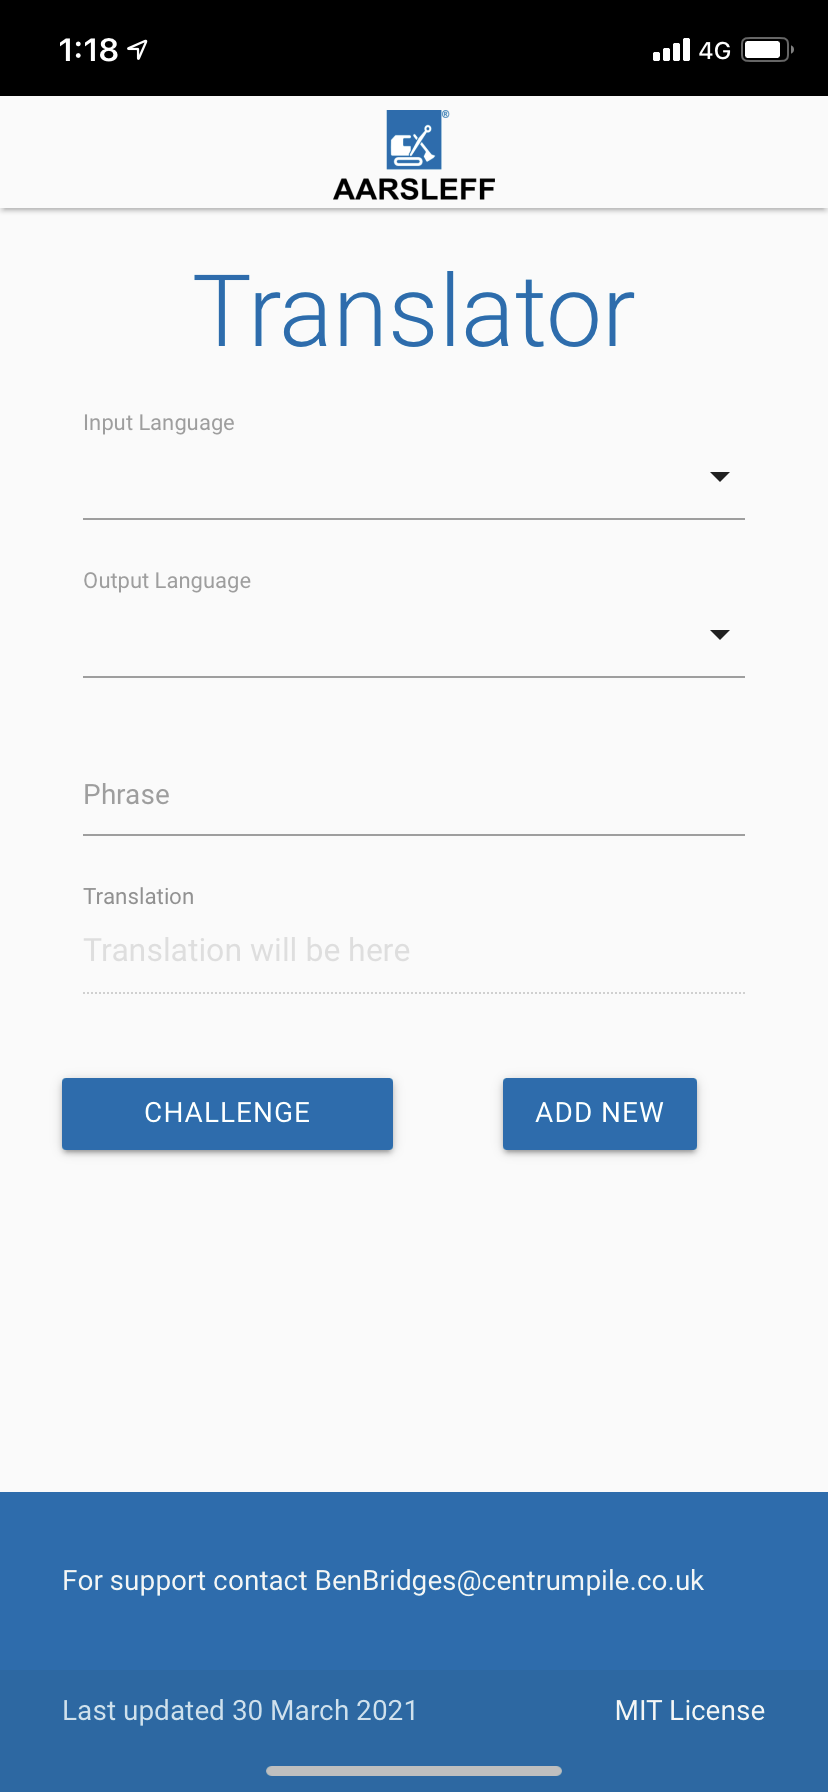 1:18
4G
®
AARSLEFF
Translator
Input Language
Output Language
Phrase
Translation
Translation will be here
CHALLENGE
ADD NEW
For support contact BenBridges@centrumpile.co.uk
Last updated 30 March 2021
MIT License